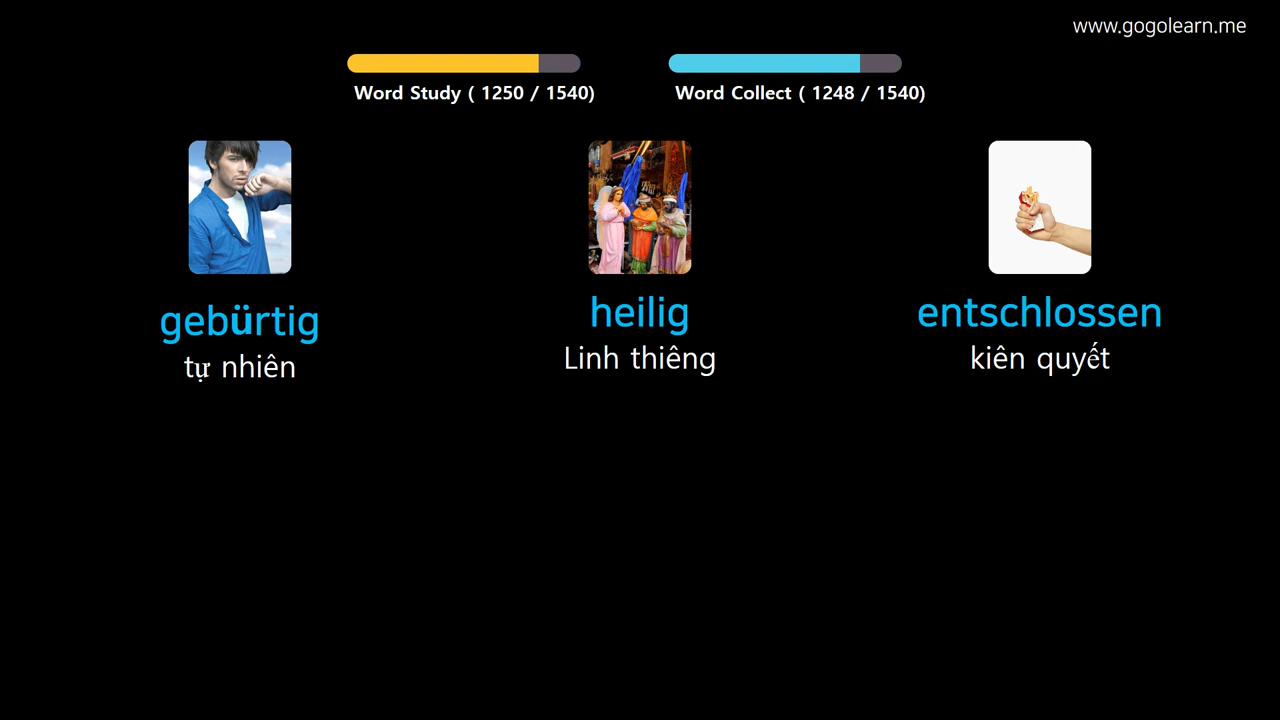 www.gogolearn.me
Word Study ( 1250 / 1540)
Word Collect ( 1248 / 1540)
gebürtig
tự nhiên
heilig
Linh thiêng
entschlossen
kiên quyết